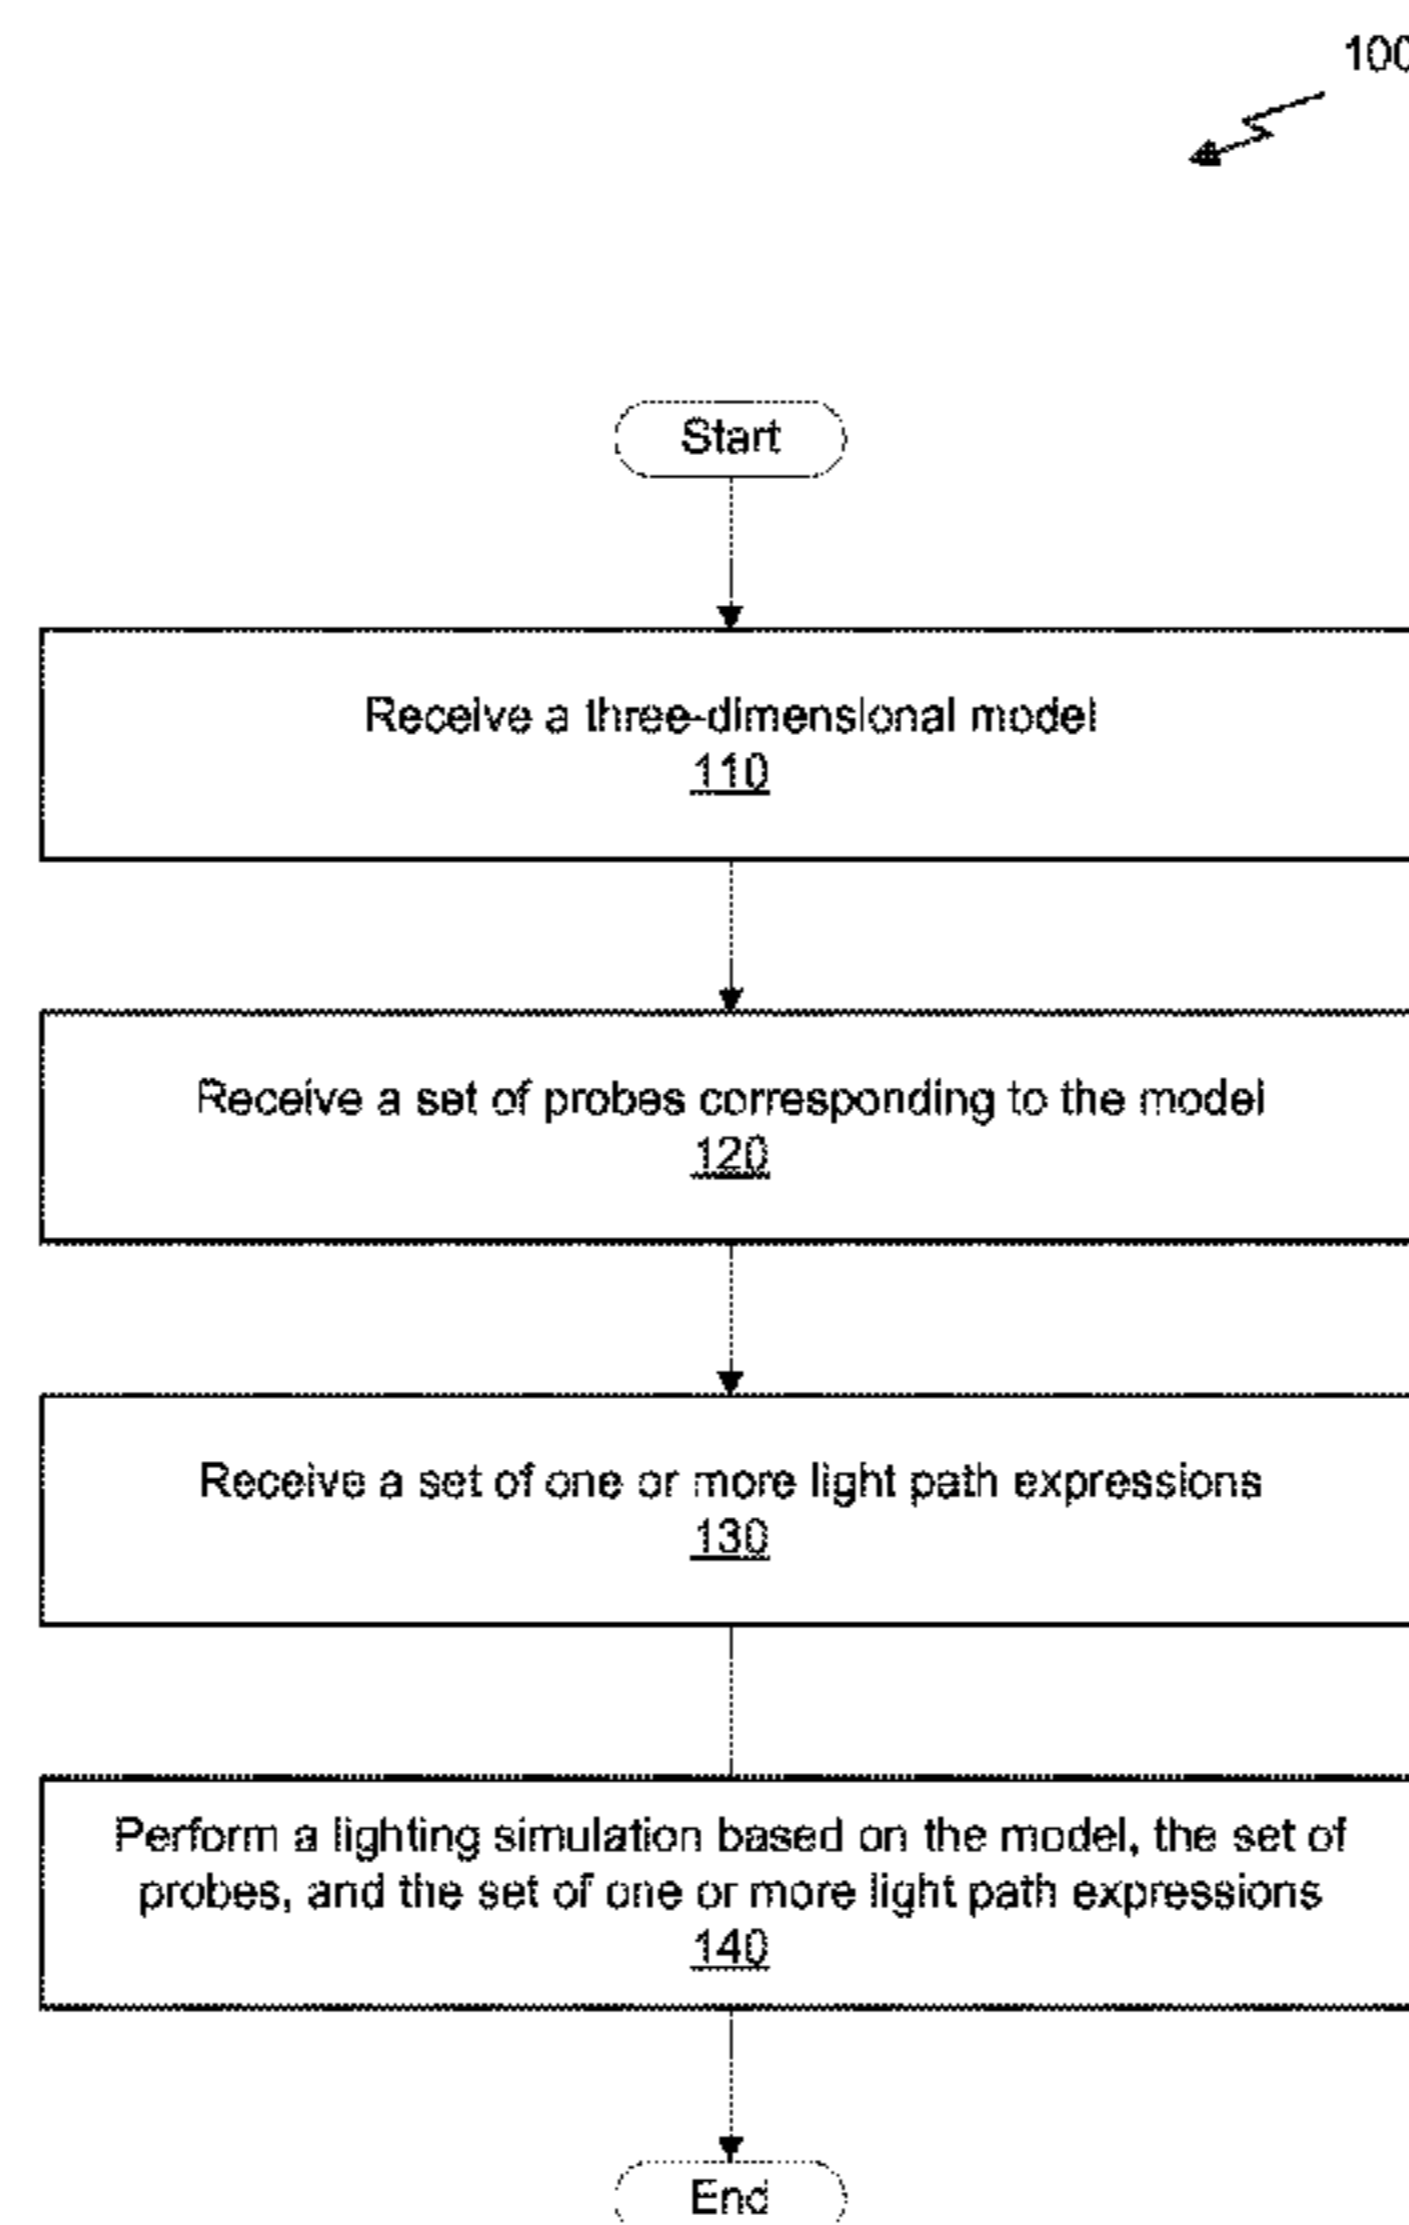 100
Start
Receive a three-dimensional model
110
Receive a set of probes corresponding to the model
120
Receive a set of one or more light path expressions
130
Perform a lighting simulation based on the model, the set of
probes, and the set of one or more light path expressions
140
End